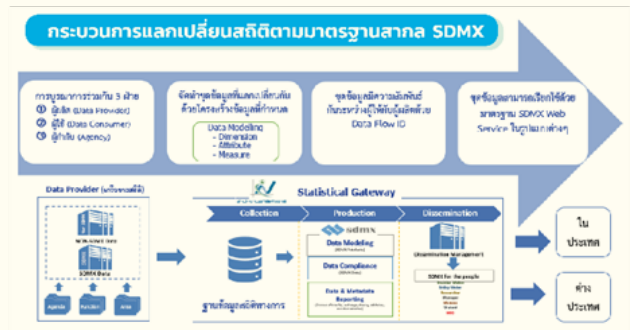 กระบวนการแลกเปลี่ยนสถิติตามมาตรฐานสากล SDMX
การบูรณาการร่วมกัน 3 ฝ่าย
① ผู้ผลิต (Data Provider)
② ผู้ใช้ (Data Consumer)
③ ผู้กำกับ (Agency)
จัดทำชุดข้อมูลที่แลกเปลี่ยนกัน
ด้วยโครงสร้างข้อมูลที่กำหนด
Data Modeling
- Dimension
- Attribute
- Measure
ชุดข้อมูลมีความสัมพันธ์
กันระหว่างผู้ใช้กับผู้ผลิตด้วย
Data Flow ID
ชุดข้อมูลสามารถเรียกใช้ด้วย
มาตรฐาน SDMX Web
Service ในรูปแบบต่างๆ
Data Provider
Statistical Gateway
Collection
Production
Dissemination
SDMX Data
Agenda
Function
Area
ฐานข้อมูลสถิติทางการ
sdmx
Data Modeling
Data Compliance
Data & Metadata
Reporting
Dissemination Management
SDMX for the people
ใน
ประเทศ
ต่าง
ประเทศ